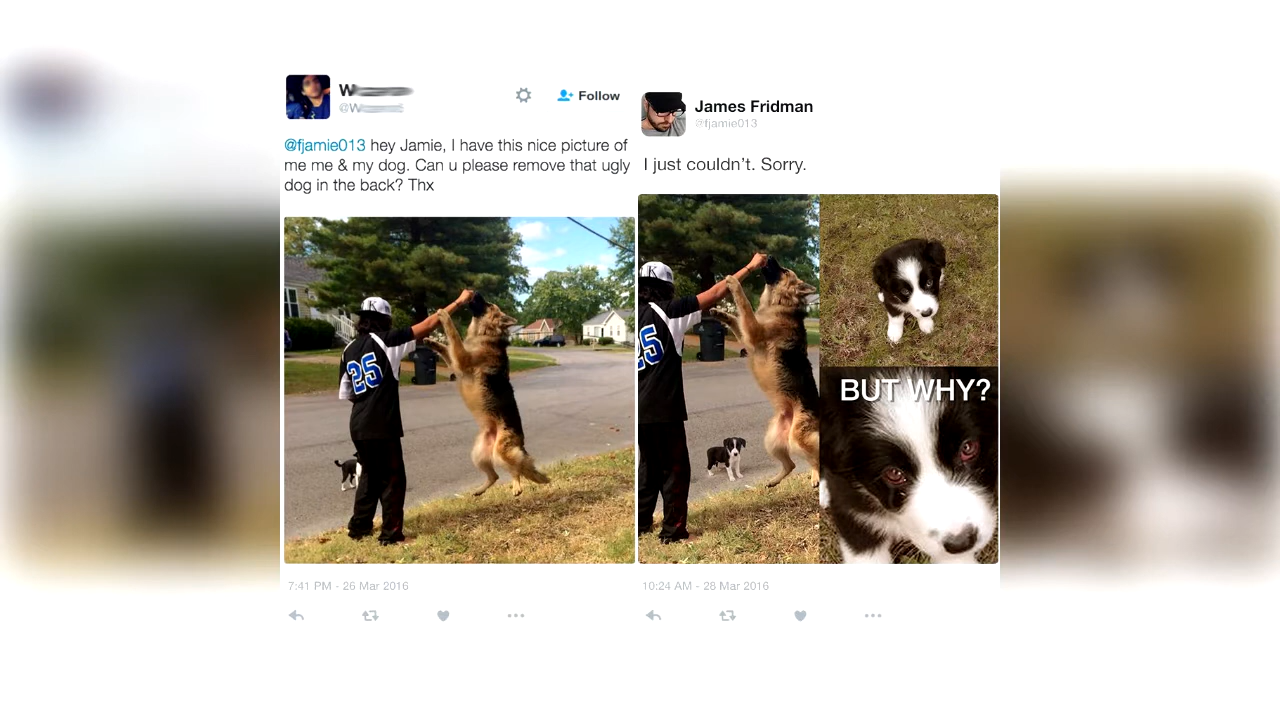 W
@W
Follow
@fjamie013 hey Jamie, I have this nice picture of
me me & my dog. Can u please remove that ugly
dog in the back? Thx
K
25
7:41 PM - 26 Mar 2016
James Fridman
@fjamie013
I just couldn't. Sorry.
K
25
BUT WHY?
10:24 AM - 28 Mar 2016